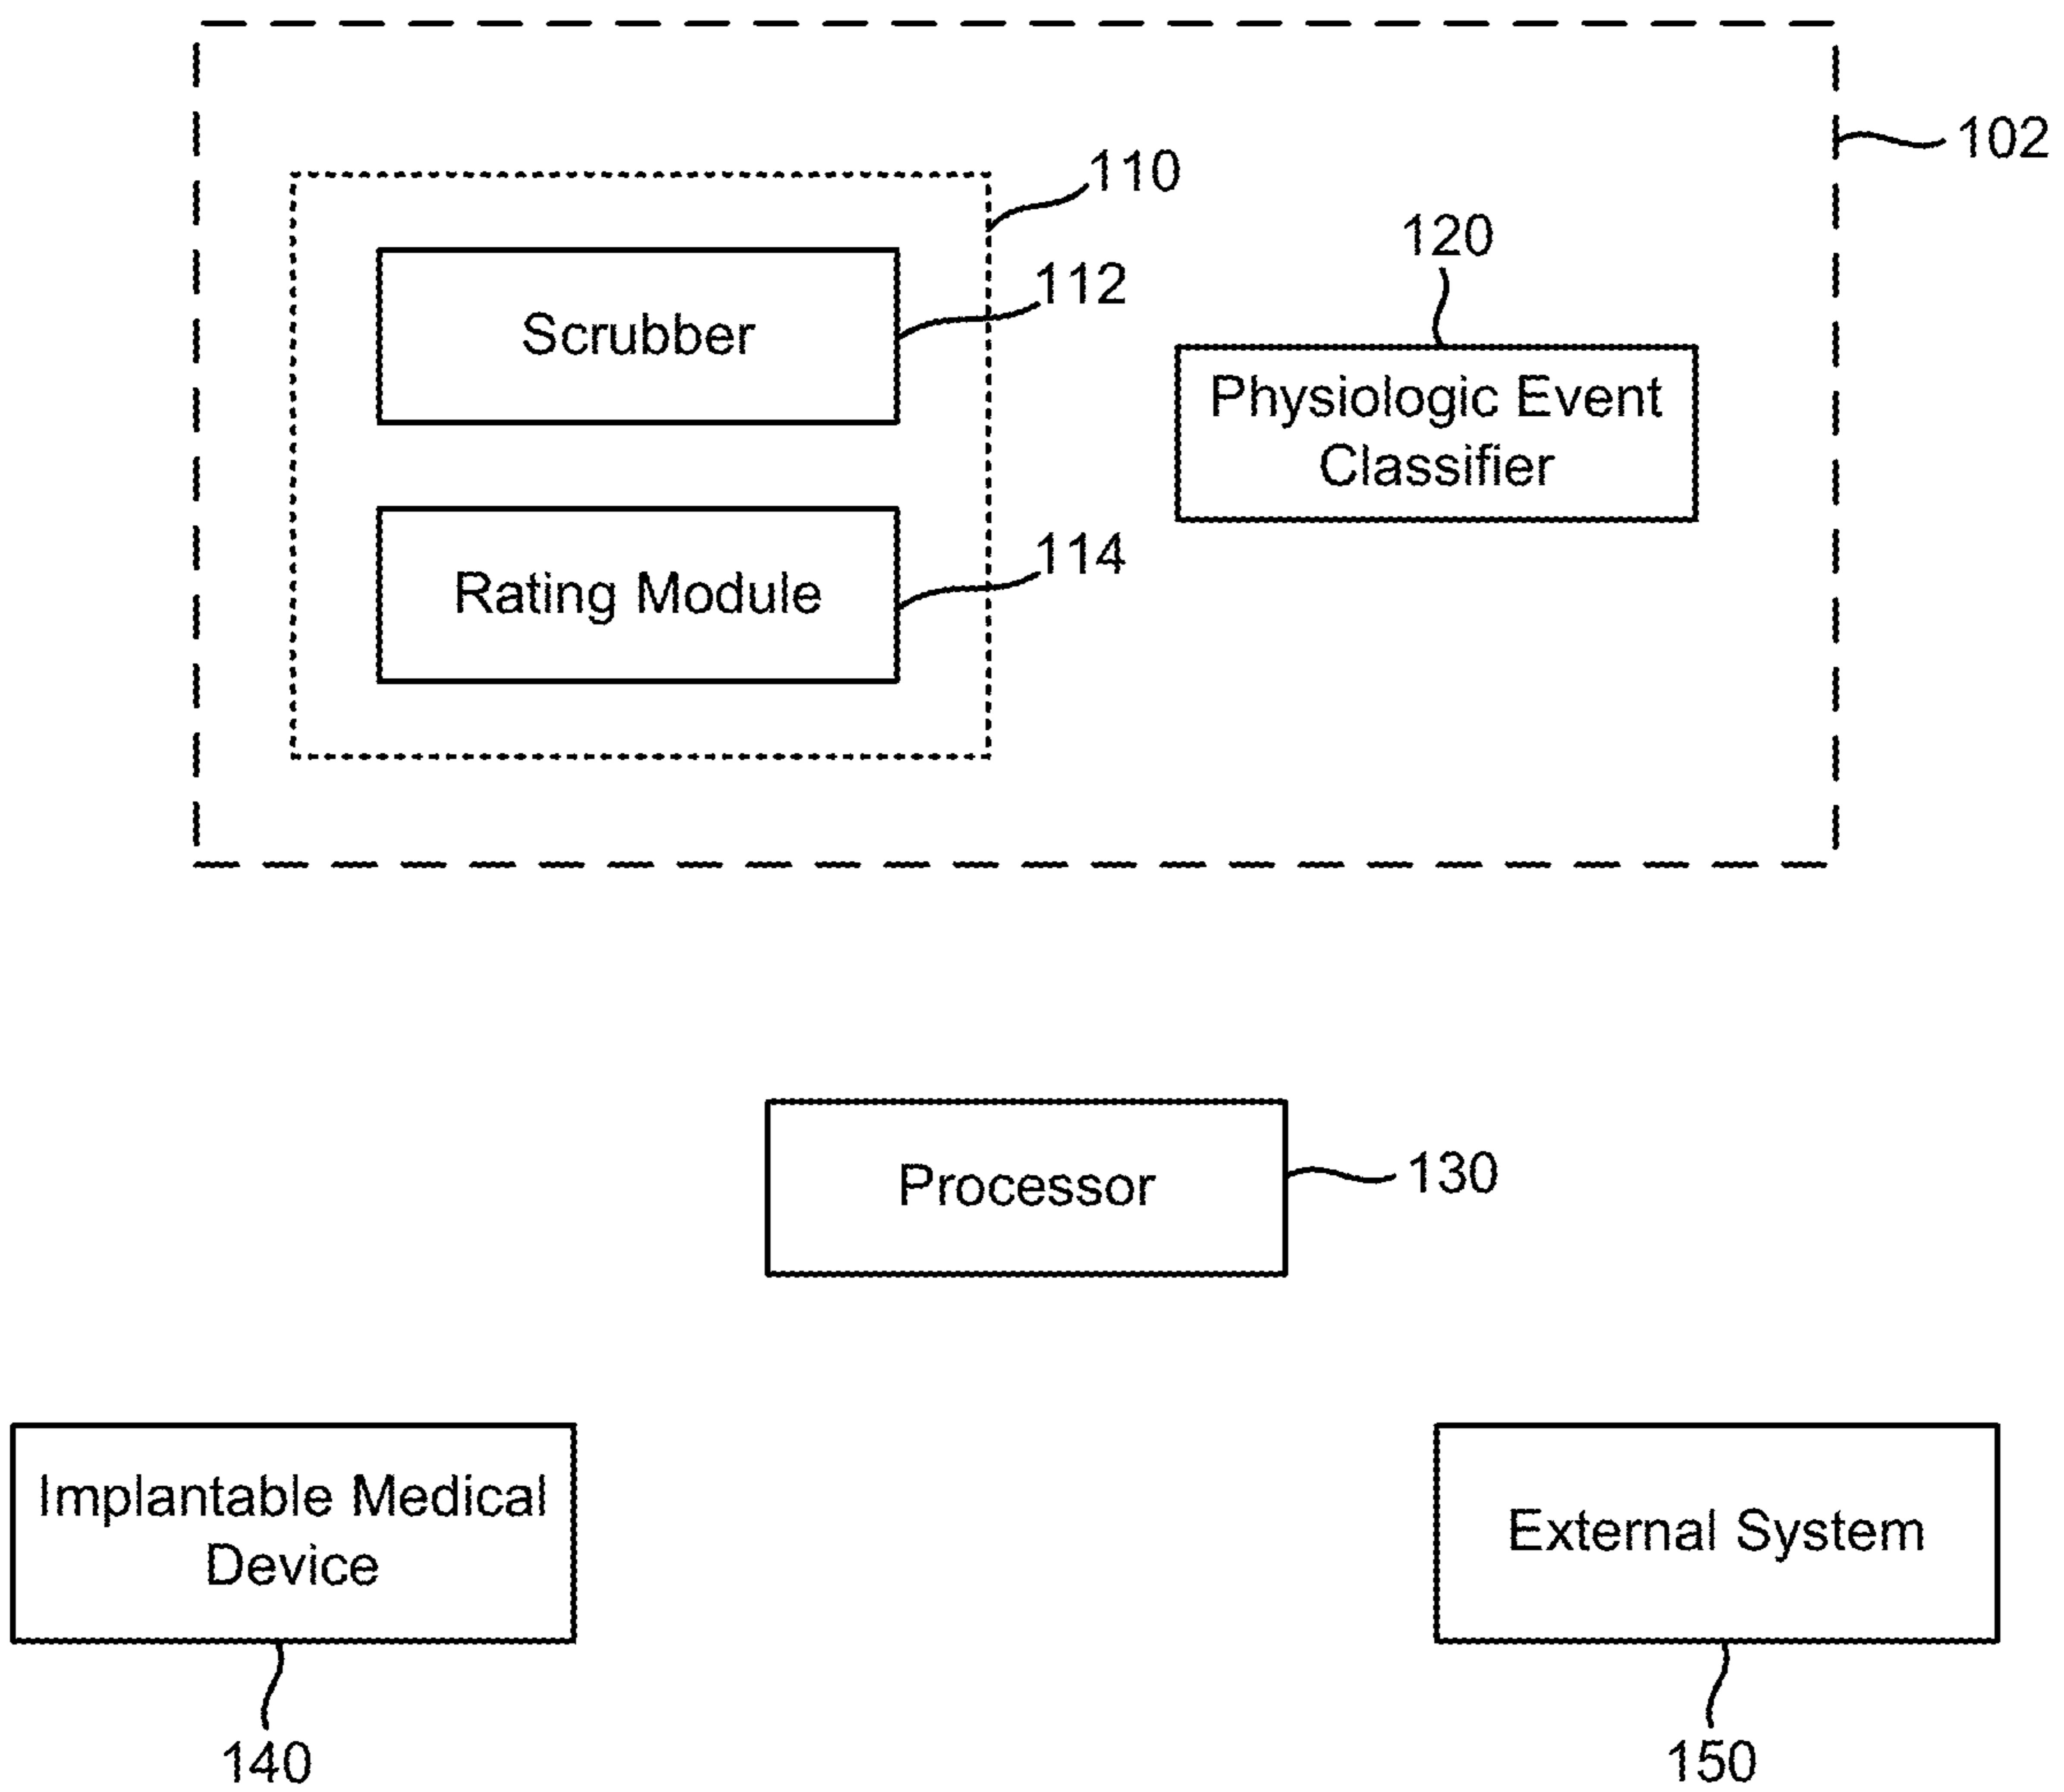 102
110
Scrubber
112
120
Physiologic Event
Classifier
Rating Module
114
Processor
130
Implantable Medical
Device
External System
140
150